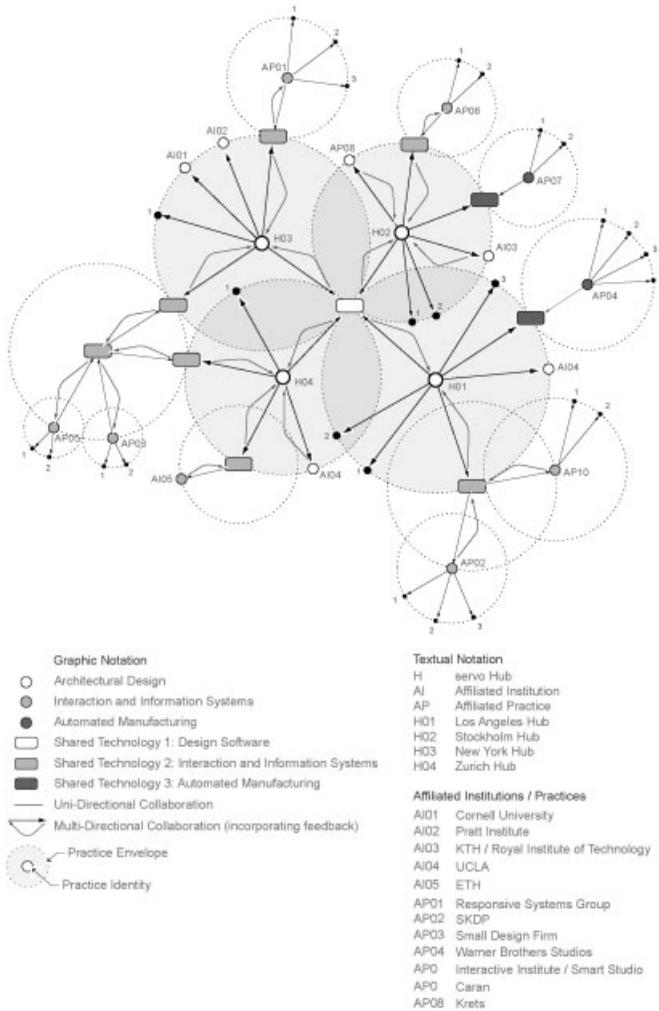 1
2
AP01
3
AI02
AI01
AP08
AP06
1
2
1
2
AP07
1
H03
H02
AI03
1
2
3
AP04
1
3
1
2
H04
H01
AI04
AP05
1
2
AP03
1
2
2
1
AI05
AI04
1
2
AP10
AP02
1
2
3
Graphic Notation
Architectural Design
Interaction and Information Systems
Automated Manufacturing
Shared Technology 1: Design Software
Shared Technology 2: Interaction and Information Systems
Shared Technology 3: Automated Manufacturing
Uni-Directional Collaboration
Multi-Directional Collaboration (incorporating feedback)
Practice Envelope
Practice Identity
Textual Notation
H servo Hub
AI Affiliated Institution
AP Affiliated Practice
H01 Los Angeles Hub
H02 Stockholm Hub
H03 New York Hub
H04 Zurich Hub
Affiliated Institutions / Practices
AI01 Cornell University
AI02 Pratt Institute
AI03 KTH / Royal Institute of Technology
AI04 UCLA
AI05 ETH
AP01 Responsive Systems Group
AP02 SKDP
AP03 Small Design Firm
AP04 Warner Brothers Studios
AP0 Interactive Institute / Smart Studio
AP0 Caran
AP08 Krets